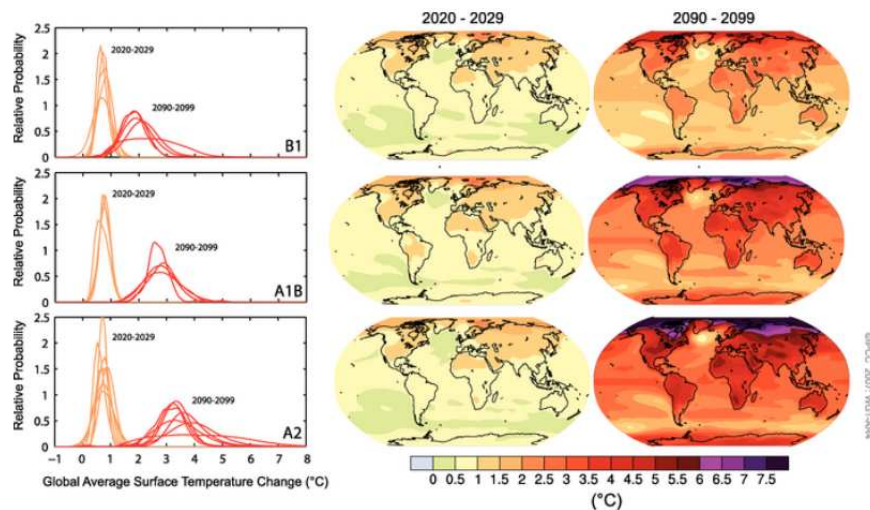 2020 - 2029
2090 - 2099
2.5
2
1.5
1
0.5
0
Relative Probability
2020-2029
2090-2099
B1
2.5
2
1.5
1
0.5
0
Relative Probability
2020-2029
2090-2099
A1B
2.5
2
1.5
1
0.5
0
Relative Probability
2020-2029
2090-2099
A2
−1 0 1 2 3 4 5 6 7 8
Global Average Surface Temperature Change (°C)
0 0.5 1 1.5 2 2.5 3 3.5 4 4.5 5 5.5 6 6.5 7 7.5
(°C)